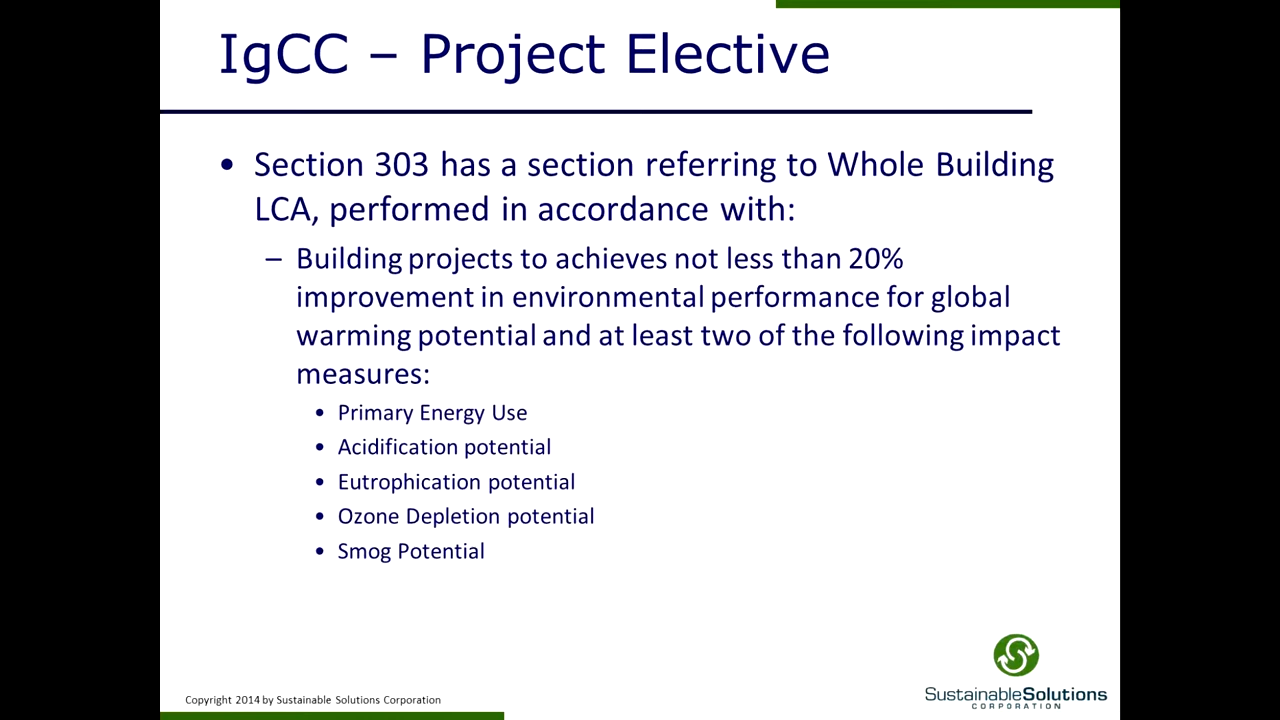 IgCC – Project Elective
• Section 303 has a section referring to Whole Building
LCA, performed in accordance with:
– Building projects to achieves not less than 20%
improvement in environmental performance for global
warming potential and at least two of the following impact
measures:
• Primary Energy Use
• Acidification potential
• Eutrophication potential
• Ozone Depletion potential
• Smog Potential
Copyright 2014 by Sustainable Solutions Corporation
SustainableSolutions
CORPORATION